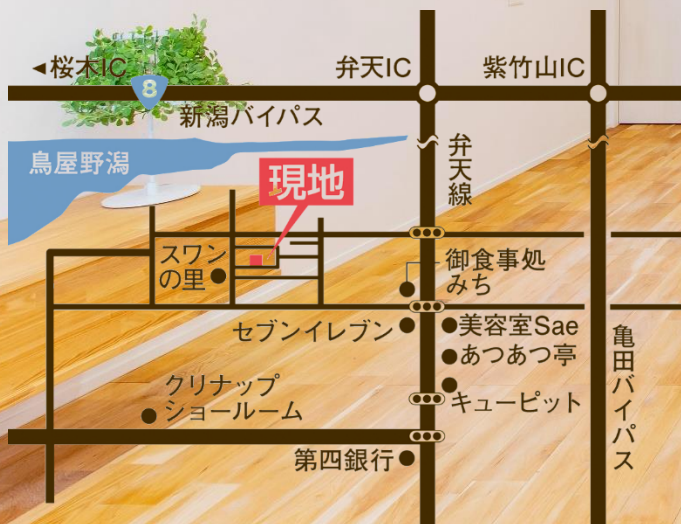 ◀桜木IC
弁天IC
紫竹山IC
8
新潟バイパス
鳥屋野潟
弁天線
現地
スワン
の里
御食事処
みち
セブンイレブン
美容室Sae
あつあつ亭
亀田バイパス
クリナップ
ショールーム
キューピット
第四銀行